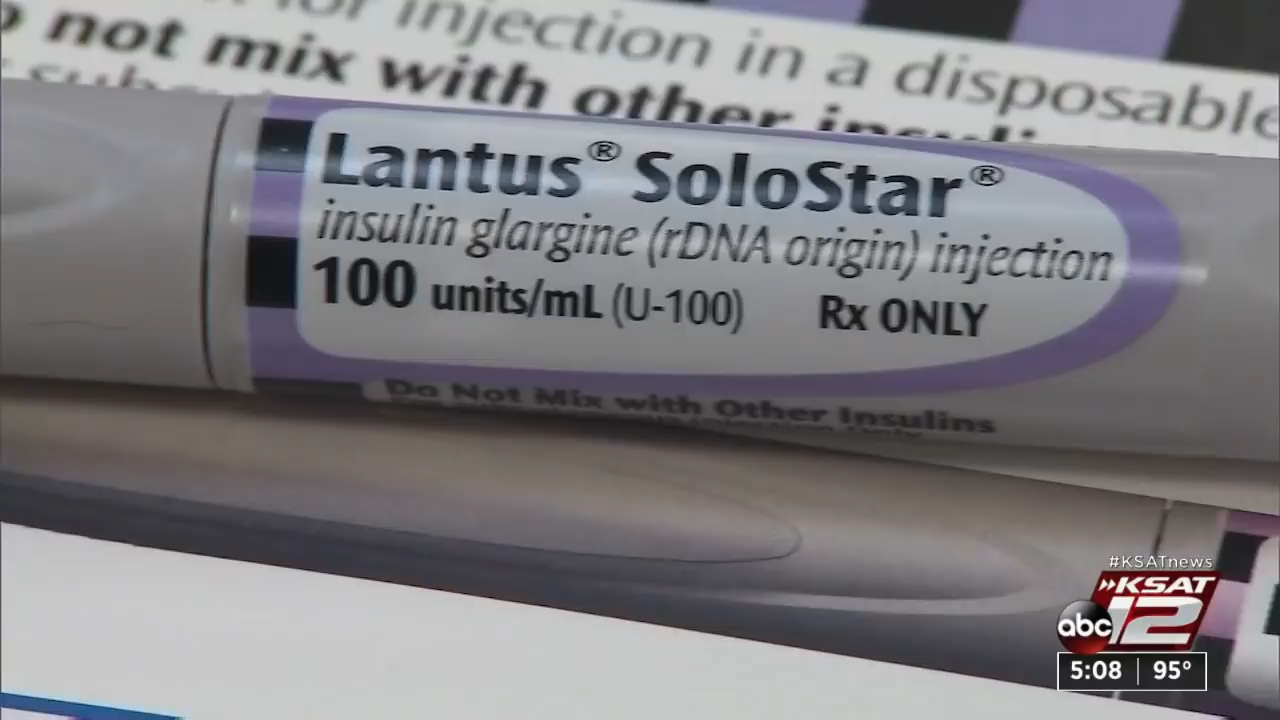 for injection in a disposable
not mix with other insuli
Lantus® SoloStar®
insulin glargine (rDNA origin) injection
100 units/mL (U-100) Rx ONLY
Do Not Mix with Other Insulins
#KSATnews
KSAT
abc 12
5:08 95°